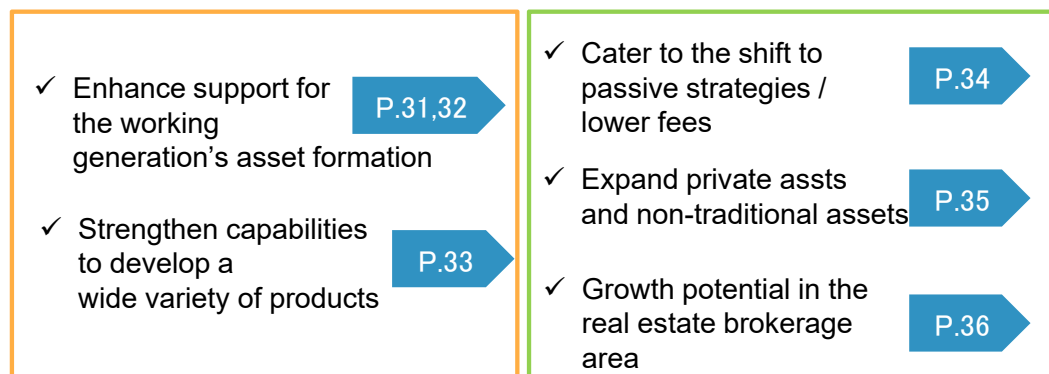 ✓ Enhance support for
the working
generation’s asset formation
P.31,32
✓ Strengthen capabilities
to develop a
wide variety of products
P.33
✓ Cater to the shift to
passive strategies /
lower fees
P.34
✓ Expand private assts
and non-traditional assets
P.35
✓ Growth potential in the
real estate brokerage
area
P.36